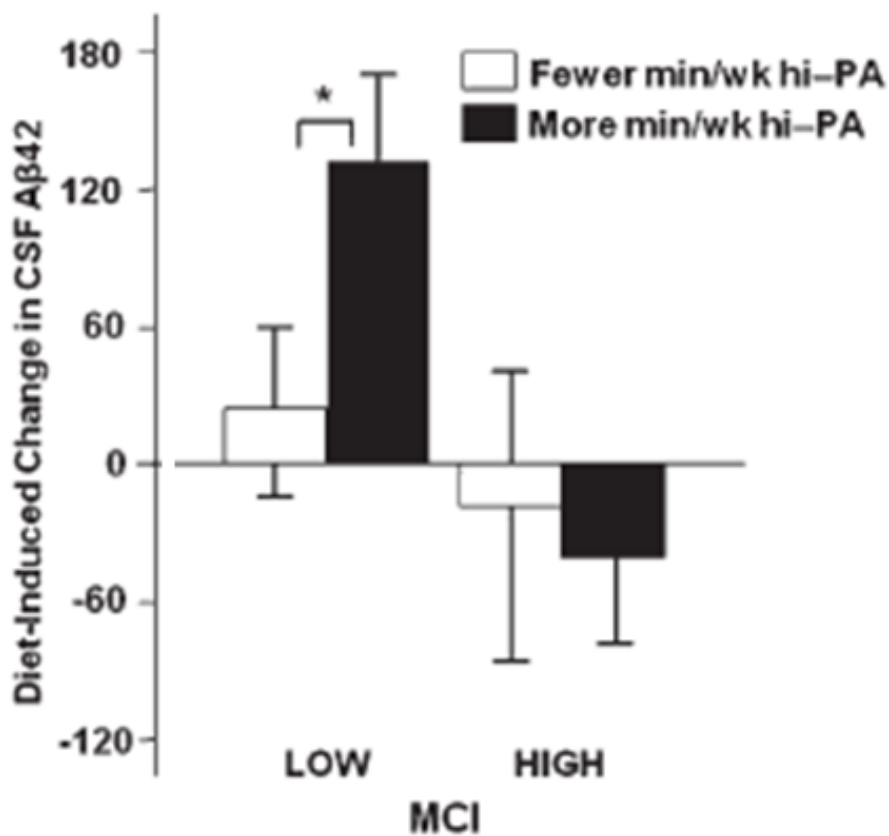 180
120
60
0
-60
-120
Diet-Induced Change in CSF Aβ42
*
Fewer min/wk hi–PA
More min/wk hi–PA
LOW
HIGH
MCI